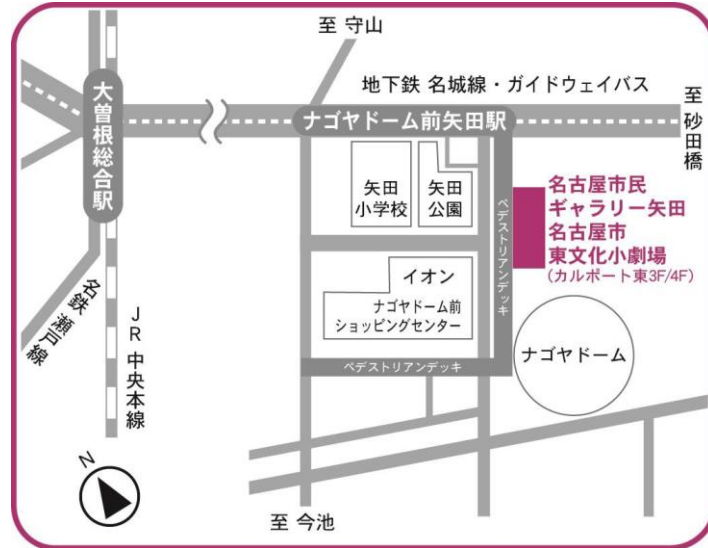 至 守山
地下鉄 名城線・ガイドウェイバス
至 砂田橋
大曽根総合駅
ナゴヤドーム前矢田駅
矢田
小学校
矢田
公園
ペデストリアンデッキ
名古屋市民
ギャラリー矢田
名古屋市
東文化小劇場
(カルポート東3F/4F)
イオン
ナゴヤドーム前
ショッピングセンター
ナゴヤドーム
ペデストリアンデッキ
名鉄 瀬戸線
JR 中央本線
N
至 今池